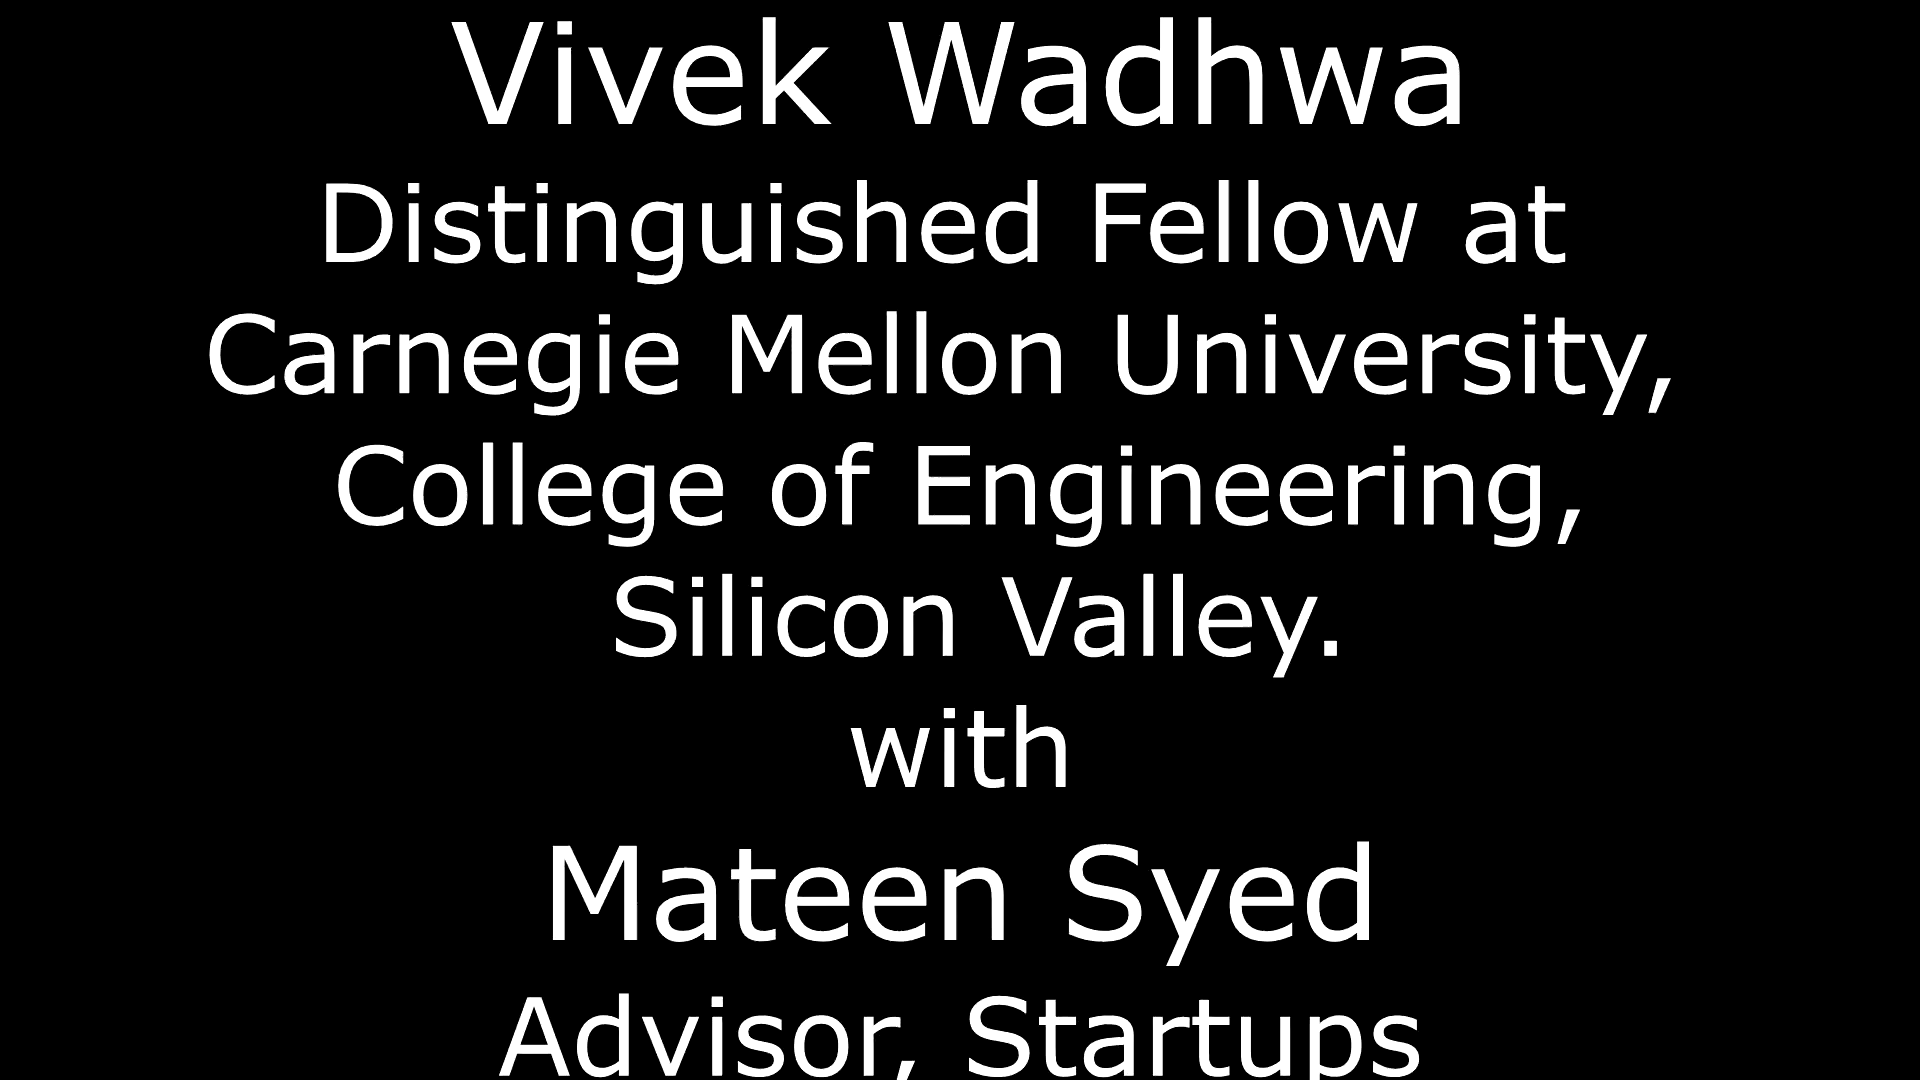 Vivek Wadhwa
Distinguished Fellow at
Carnegie Mellon University,
College of Engineering,
Silicon Valley.
with
Mateen Syed
Advisor, Startups